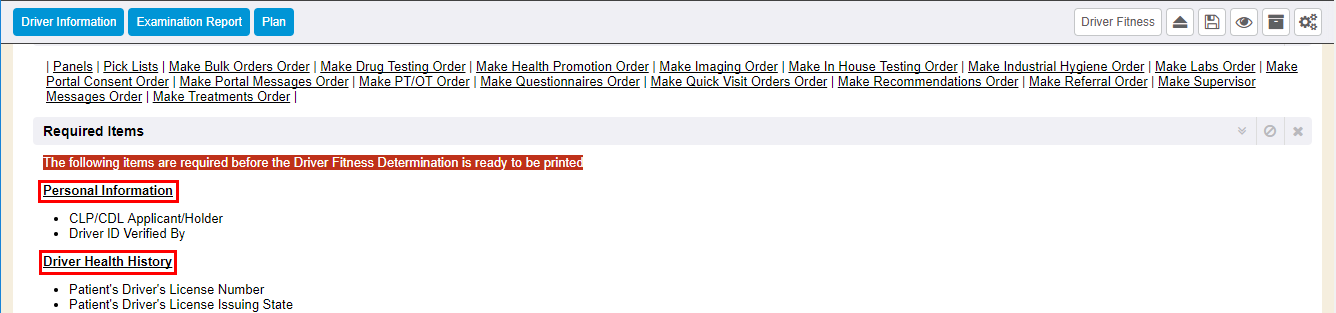 Driver Information Examination Report Plan Driver Fitness
| Panels | Pick Lists | Make Bulk Orders Order | Make Drug Testing Order | Make Health Promotion Order | Make Imaging Order | Make In House Testing Order | Make Industrial Hygiene Order | Make Labs Order | Make
Portal Consent Order | Make Portal Messages Order | Make PT/OT Order | Make Questionnaires Order | Make Quick Visit Orders Order | Make Recommendations Order | Make Referral Order | Make Supervisor
Messages Order | Make Treatments Order |
Required Items
The following items are required before the Driver Fitness Determination is ready to be printed
Personal Information
• CLP/CDL Applicant/Holder
• Driver ID Verified By
Driver Health History
• Patient's Driver's License Number
• Patient's Driver's License Issuing State